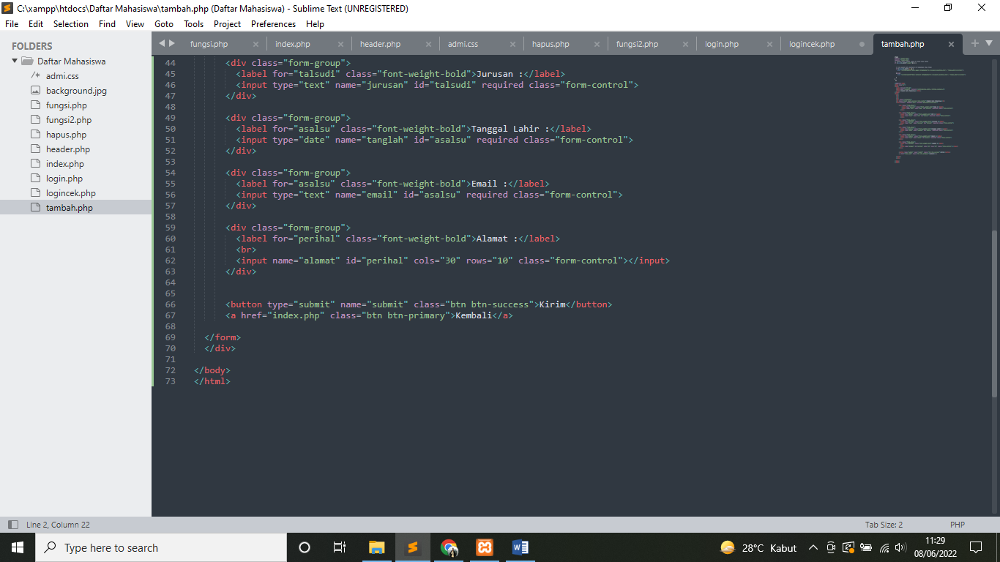 C:\xampp\htdocs\Daftar Mahasiswa\tambah.php (Daftar Mahasiswa) - Sublime Text (UNREGISTERED)
File Edit Selection Find View Goto Tools Project Preferences Help
FOLDERS
Daftar Mahasiswa
/* admi.css
background.jpg
fungsi.php
fungsi2.php
hapus.php
header.php
index.php
login.php
logincek.php
tambah.php
fungsi.php × index.php × header.php × admi.css × hapus.php × fungsi2.php × login.php × logincek.php tambah.php ×
44 <div class="form-group">
45 <label for="talsudi" class="font-weight-bold">Jurusan :</label>
46 <input type="text" name="jurusan" id="talsudi" required class="form-control">
47 </div>
48
49 <div class="form-group">
50 <label for="asalsu" class="font-weight-bold">Tanggal Lahir :</label>
51 <input type="date" name="tanglah" id="asalsu" required class="form-control">
52 </div>
53
54 <div class="form-group">
55 <label for="asalsu" class="font-weight-bold">Email :</label>
56 <input type="text" name="email" id="asalsu" required class="form-control">
57 </div>
58
59 <div class="form-group">
60 <label for="perihal" class="font-weight-bold">Alamat :</label>
61 <br>
62 <input name="alamat" id="perihal" cols="30" rows="10" class="form-control"></input>
63 </div>
64
65
66 <button type="submit" name="submit" class="btn btn-success">Kirim</button>
67 <a href="index.php" class="btn btn-primary">Kembali</a>
68
69 </form>
70 </div>
71
72 </body>
73 </html>
Line 2, Column 22
Tab Size: 2
PHP
Type here to search
28°C Kabut
11:29
08/06/2022